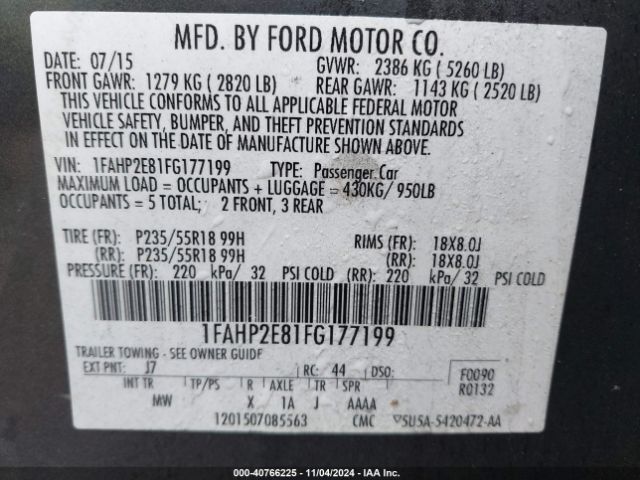 MFD. BY FORD MOTOR CO.
DATE: 07/15 GVWR: 2386 KG ( 5260 LB)
FRONT GAWR: 1279 KG ( 2820 LB) REAR GAWR: 1143 KG ( 2520 LB)
THIS VEHICLE CONFORMS TO ALL APPLICABLE FEDERAL MOTOR
VEHICLE SAFETY, BUMPER, AND THEFT PREVENTION STANDARDS
IN EFFECT ON THE DATE OF MANUFACTURE SHOWN ABOVE.
VIN: 1FAHP2E81FG177199 TYPE: Passenger Car
MAXIMUM LOAD = OCCUPANTS + LUGGAGE = 430KG/ 950LB
OCCUPANTS = 5 TOTAL; 2 FRONT, 3 REAR
TIRE (FR): P235/55R18 99H RIMS (FR): 18X8.0J
(RR): P235/55R18 99H (RR): 18X8.0J
PRESSURE (FR): 220 kPa/ 32 PSI COLD (RR): 220 kPa/ 32 PSI COLD
1FAHP2E81FG177199
TRAILER TOWING - SEE OWNER GUIDE
EXT PNT: J7 RC: 44 DSO: F0090
INT TR TP/PS R AXLE TR SPR R0132
MW X 1A J AAAA
1201507085563 CMC 5U5A-5420472-AA
000-40766225 - 11/04/2024 - IAA Inc.